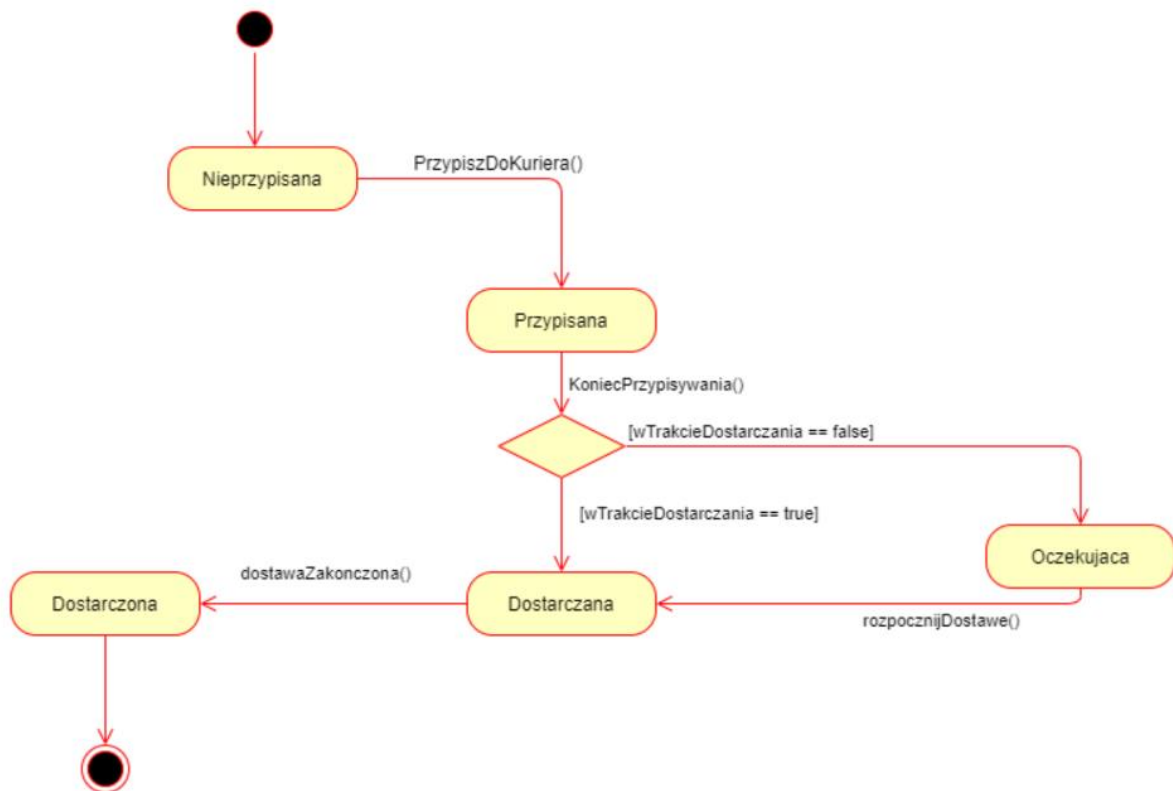 Nieprzypisana
PrzypiszDoKuriera()
Przypisana
KoniecPrzypisywania()
[wTrakcieDostarczania == false]
[wTrakcieDostarczania == true]
Oczekujaca
dostawaZakonczona()
Dostarczona
Dostarczana
rozpocznijDostawe()